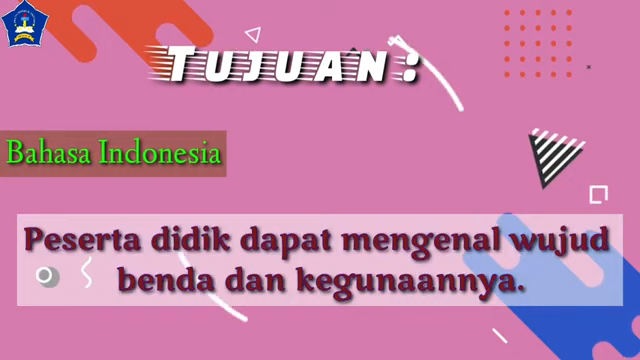 Tujuan :
Bahasa Indonesia
Peserta didik dapat mengenal wujud
benda dan kegunaannya.